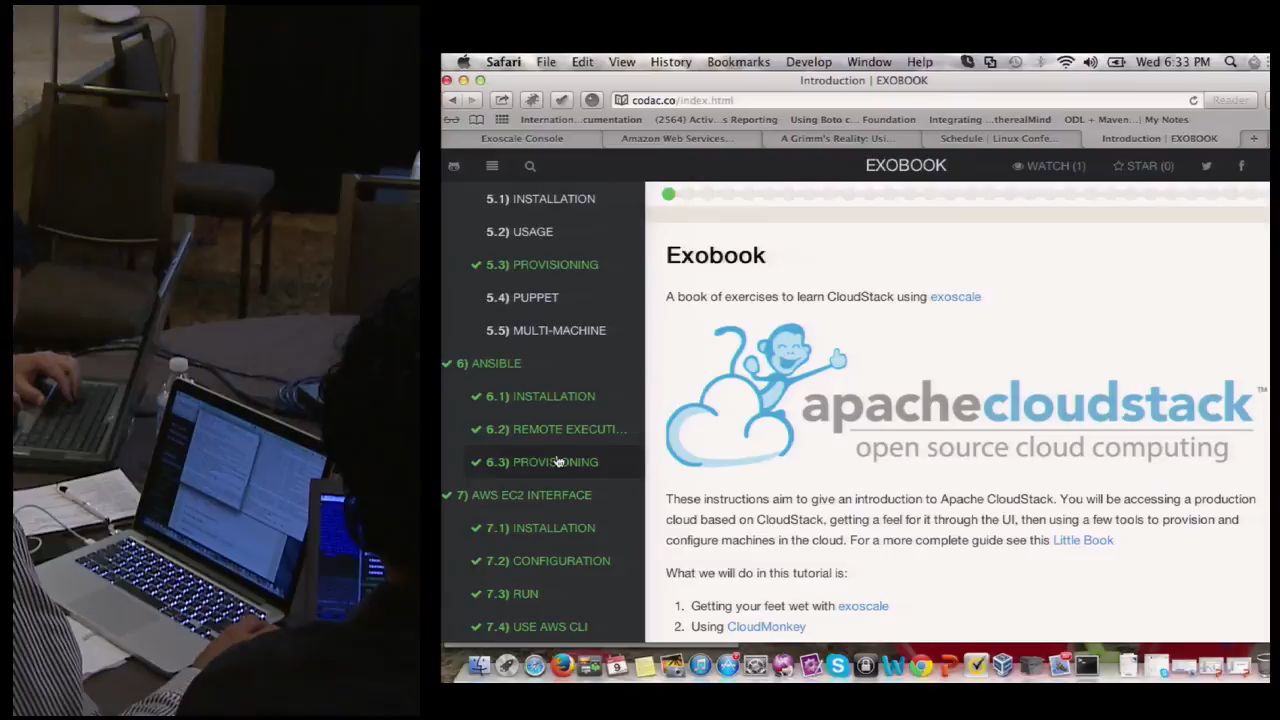 Safari File Edit View History Bookmarks Develop Window Help Wed 6:33 PM
Introduction | EXOBOOK
codac.co/index.html Reader
International...cumentation (2564) Activ...s Reporting Using Boto c... Foundation Integrating ...therealMind ODL + Maven...| My Notes
Exoscale Console Amazon Web Services... A Grimm's Reality: Usi... Schedule | Linux Confe... Introduction | EXOBOOK
EXOBOOK WATCH (1) STAR (0)
5.1) INSTALLATION
5.2) USAGE
5.3) PROVISIONING
5.4) PUPPET
5.5) MULTI-MACHINE
6) ANSIBLE
6.1) INSTALLATION
6.2) REMOTE EXECUTI...
6.3) PROVISIONING
7) AWS EC2 INTERFACE
7.1) INSTALLATION
7.2) CONFIGURATION
7.3) RUN
7.4) USE AWS CLI
Exobook
A book of exercises to learn CloudStack using exoscale
apachecloudstack™
open source cloud computing
These instructions aim to give an introduction to Apache CloudStack. You will be accessing a production
cloud based on CloudStack, getting a feel for it through the UI, then using a few tools to provision and
configure machines in the cloud. For a more complete guide see this Little Book
What we will do in this tutorial is:
1. Getting your feet wet with exoscale
2. Using CloudMonkey